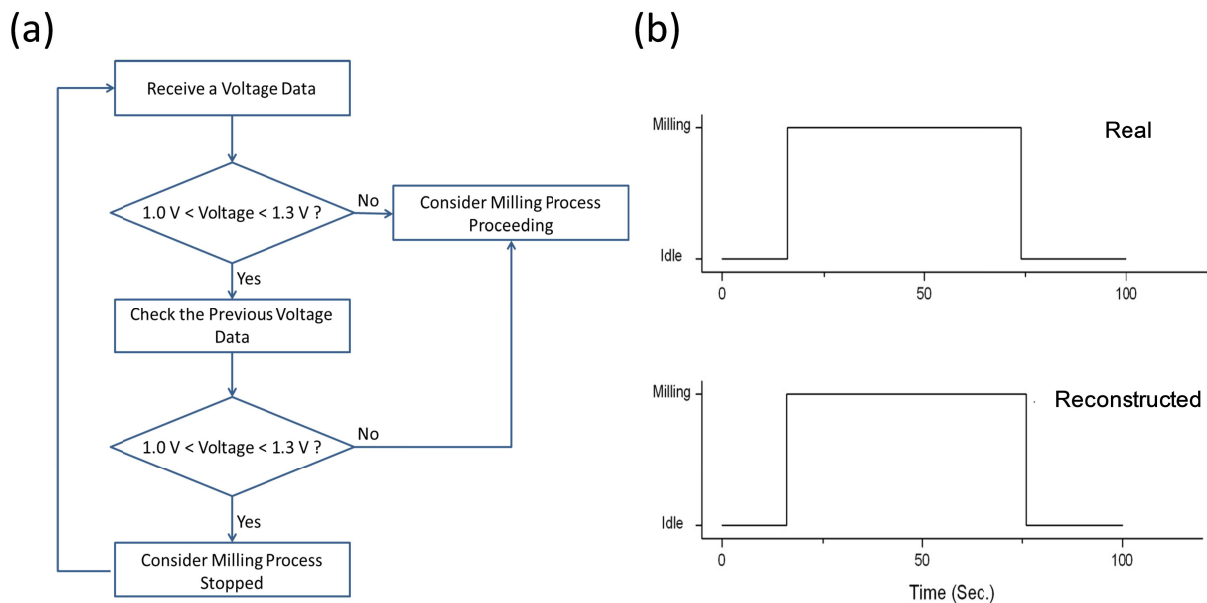 (a)
Receive a Voltage Data
1.0 V < Voltage < 1.3 V ?
No
Consider Milling Process
Proceeding
Yes
Check the Previous Voltage
Data
1.0 V < Voltage < 1.3 V ?
No
Yes
Consider Milling Process
Stopped
(b)
Real
Milling
Idle
0 50 100
Reconstructed
Milling
Idle
0 50 100
Time (Sec.)